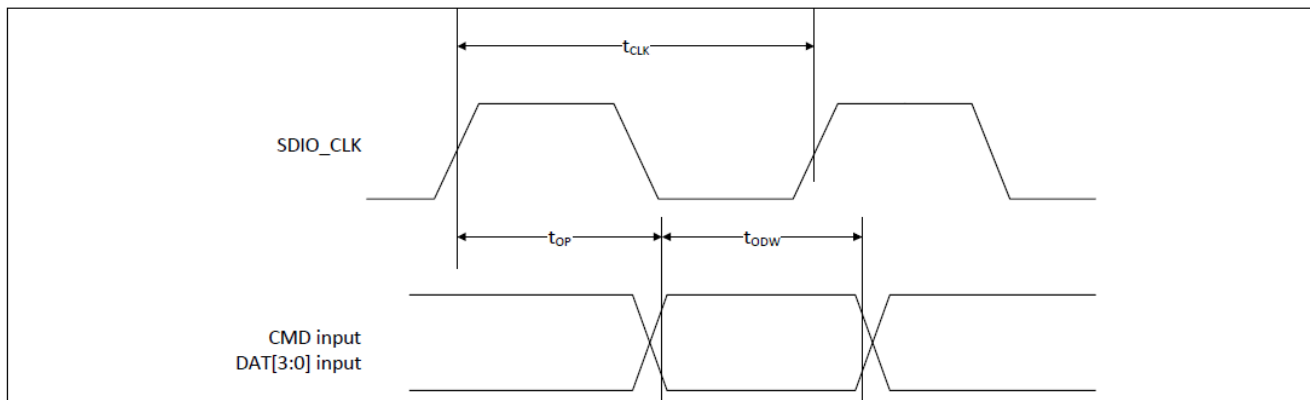 tCLK
SDIO_CLK
tOP
tODW
CMD input
DAT[3:0] input